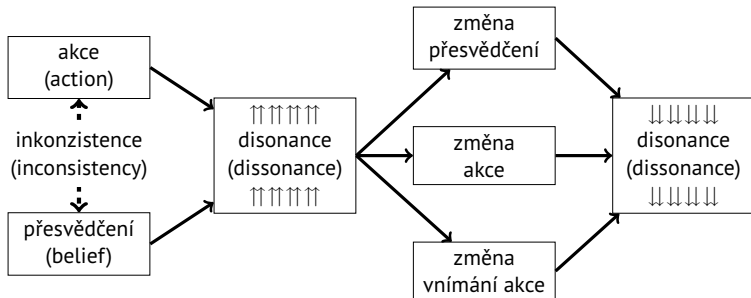 akce
(action)
inkonzistence
(inconsistency)
přesvědčení
(belief)
⇈⇈⇈⇈⇈
disonance
(dissonance)
⇈⇈⇈⇈⇈
změna
přesvědčení
změna
akce
změna
vnímání akce
⇊⇊⇊⇊⇊
disonance
(dissonance)
⇊⇊⇊⇊⇊